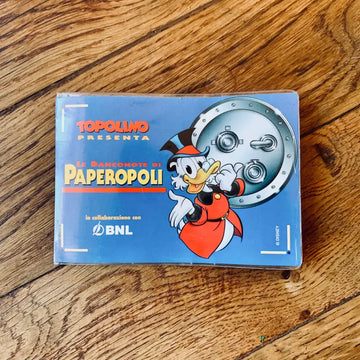 TOPOLINO
PRESENTA
LE BANCONOTE DI
PAPEROPOLI
in collaborazione con
BNL
© DISNEY